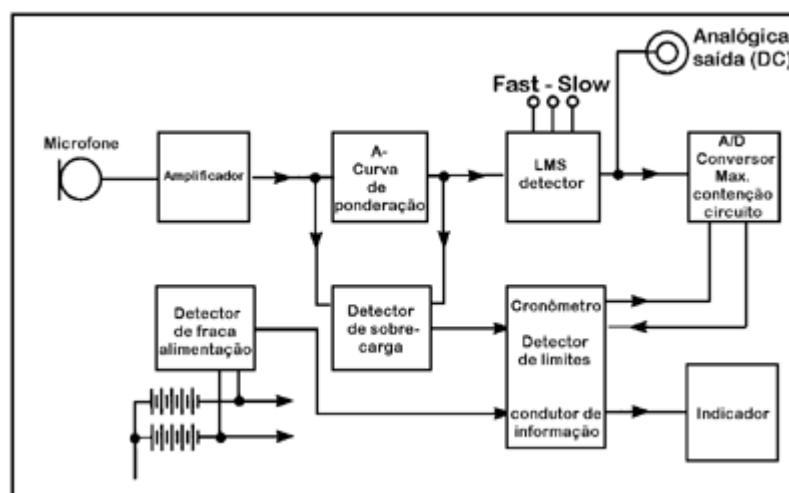 Analógica
saída (DC)
Fast - Slow
Microfone
Amplificador
A-
Curva
de
ponderação
LMS
detector
A/D
Conversor
Max.
contenção
circuito
Detector
de fraca
alimentação
Detector
de sobre-
carga
Cronômetro
Detector
de limites
condutor de
informação
Indicador